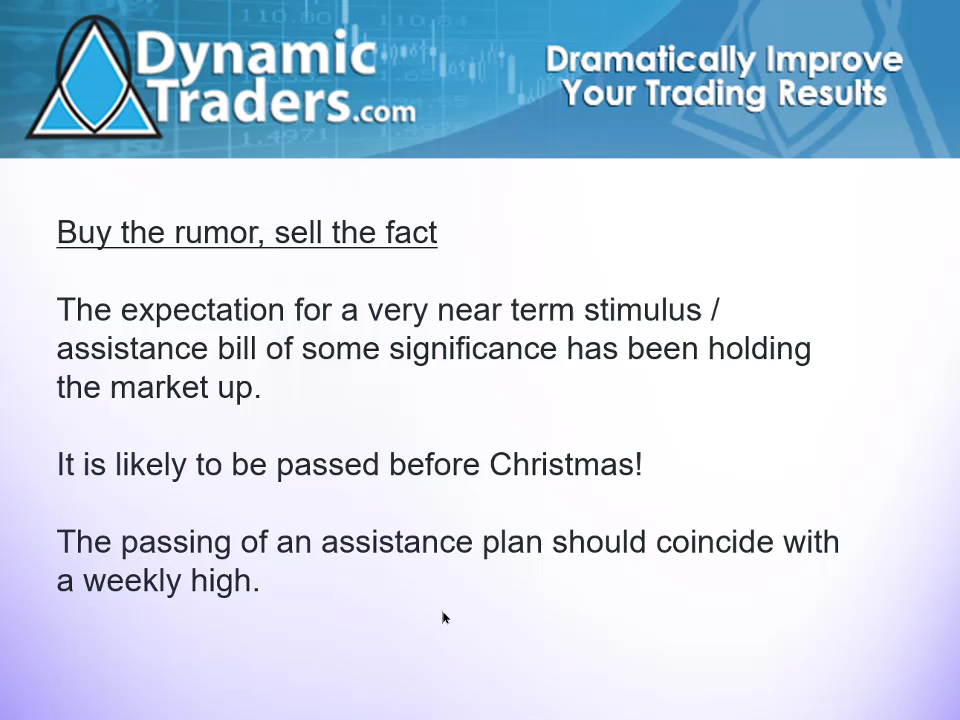 Dynamic
Traders.com
Dramatically Improve
Your Trading Results
Buy the rumor, sell the fact
The expectation for a very near term stimulus /
assistance bill of some significance has been holding
the market up.
It is likely to be passed before Christmas!
The passing of an assistance plan should coincide with
a weekly high.